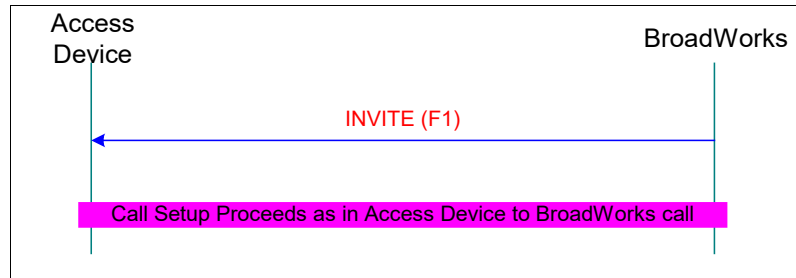 Access
Device
BroadWorks
INVITE (F1)
Call Setup Proceeds as in Access Device to BroadWorks call